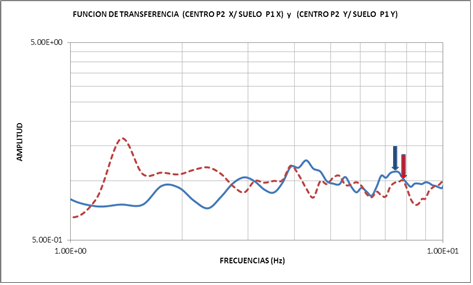 FUNCION DE TRANSFERENCIA (CENTRO P2 X/ SUELO P1 X) y (CENTRO P2 Y/ SUELO P1 Y)
5.00E+00
AMPLITUD
5.00E-01
1.00E+00
1.00E+01
FRECUENCIAS (Hz)